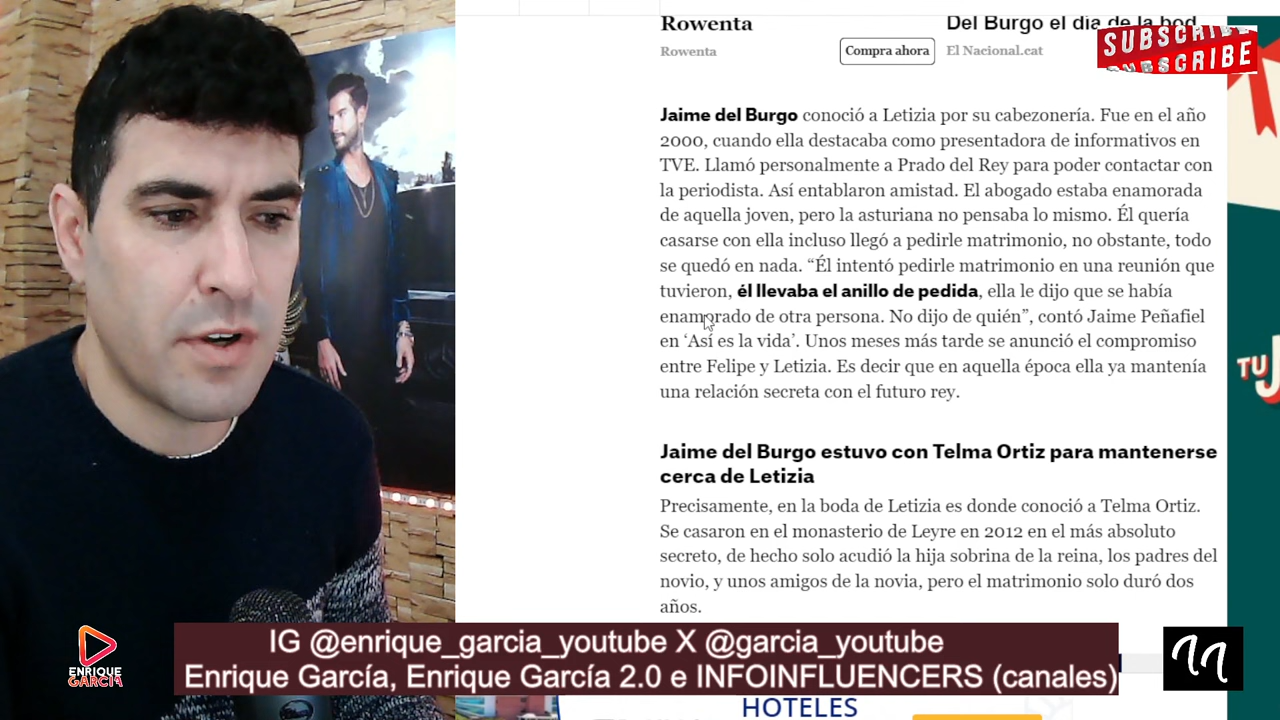 Rowenta
Rowenta
Compra ahora
Del Burgo el día de la bod
El Nacional.cat
SUBSCRIBE
SUBSCRIBE
Jaime del Burgo conoció a Letizia por su cabezonería. Fue en el año
2000, cuando ella destacaba como presentadora de informativos en
TVE. Llamó personalmente a Prado del Rey para poder contactar con
la periodista. Así entablaron amistad. El abogado estaba enamorada
de aquella joven, pero la asturiana no pensaba lo mismo. Él quería
casarse con ella incluso llegó a pedirle matrimonio, no obstante, todo
se quedó en nada. “Él intentó pedirle matrimonio en una reunión que
tuvieron, él llevaba el anillo de pedida, ella le dijo que se había
enamorado de otra persona. No dijo de quién”, contó Jaime Peñafiel
en ‘Así es la vida’. Unos meses más tarde se anunció el compromiso
entre Felipe y Letizia. Es decir que en aquella época ella ya mantenía
una relación secreta con el futuro rey.
TU
Jaime del Burgo estuvo con Telma Ortiz para mantenerse
cerca de Letizia
Precisamente, en la boda de Letizia es donde conoció a Telma Ortiz.
Se casaron en el monasterio de Leyre en 2012 en el más absoluto
secreto, de hecho solo acudió la hija sobrina de la reina, los padres del
novio, y unos amigos de la novia, pero el matrimonio solo duró dos
años.
IG @enrique_garcia_youtube X @garcia_youtube
Enrique García, Enrique García 2.0 e INFOINFLUENCERS (canales)
ENRIQUE
GARCÍA
HOTELES